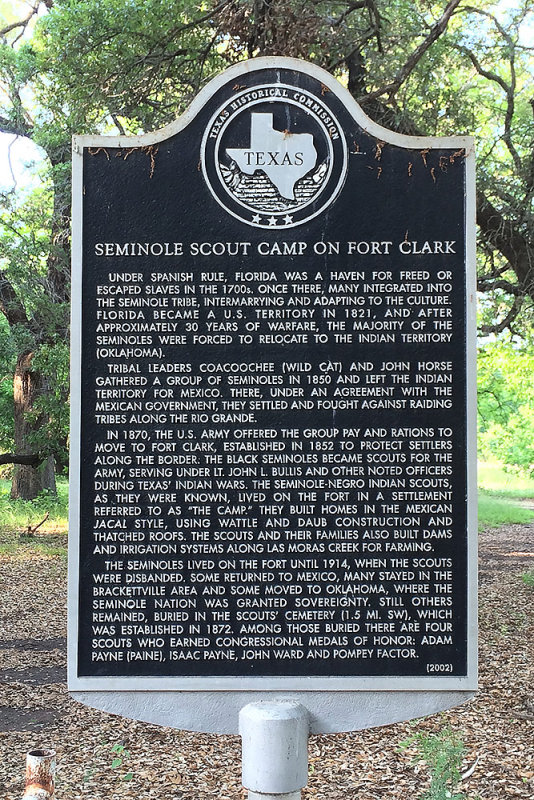 TEXAS HISTORICAL COMMISSION
TEXAS
SEMINOLE SCOUT CAMP ON FORT CLARK
UNDER SPANISH RULE, FLORIDA WAS A HAVEN FOR FREED OR
ESCAPED SLAVES IN THE 1700s. ONCE THERE, MANY INTEGRATED INTO
THE SEMINOLE TRIBE, INTERMARRYING AND ADAPTING TO THE CULTURE.
FLORIDA BECAME A U.S. TERRITORY IN 1821, AND AFTER
APPROXIMATELY 30 YEARS OF WARFARE, THE MAJORITY OF THE
SEMINOLES WERE FORCED TO RELOCATE TO THE INDIAN TERRITORY
(OKLAHOMA).
TRIBAL LEADERS COACOOCHEE (WILD CAT) AND JOHN HORSE
GATHERED A GROUP OF SEMINOLES IN 1850 AND LEFT THE INDIAN
TERRITORY FOR MEXICO. THERE, UNDER AN AGREEMENT WITH THE
MEXICAN GOVERNMENT, THEY SETTLED AND FOUGHT AGAINST RAIDING
TRIBES ALONG THE RIO GRANDE.
IN 1870, THE U.S. ARMY OFFERED THE GROUP PAY AND RATIONS TO
MOVE TO FORT CLARK, ESTABLISHED IN 1852 TO PROTECT SETTLERS
ALONG THE BORDER. THE BLACK SEMINOLES BECAME SCOUTS FOR THE
ARMY, SERVING UNDER LT. JOHN L. BULLIS AND OTHER NOTED OFFICERS
DURING TEXAS' INDIAN WARS. THE SEMINOLE-NEGRO INDIAN SCOUTS,
AS THEY WERE KNOWN, LIVED ON THE FORT IN A SETTLEMENT
REFERRED TO AS "THE CAMP." THEY BUILT HOMES IN THE MEXICAN
JACAL STYLE, USING WATTLE AND DAUB CONSTRUCTION AND
THATCHED ROOFS. THE SCOUTS AND THEIR FAMILIES ALSO BUILT DAMS
AND IRRIGATION SYSTEMS ALONG LAS MORAS CREEK FOR FARMING.
THE SEMINOLES LIVED ON THE FORT UNTIL 1914, WHEN THE SCOUTS
WERE DISBANDED. SOME RETURNED TO MEXICO, MANY STAYED IN THE
BRACKETTVILLE AREA AND SOME MOVED TO OKLAHOMA, WHERE THE
SEMINOLE NATION WAS GRANTED SOVEREIGNTY. STILL OTHERS
REMAINED, BURIED IN THE SCOUTS' CEMETERY (1.5 MI. SW), WHICH
WAS ESTABLISHED IN 1872. AMONG THOSE BURIED THERE ARE FOUR
SCOUTS WHO EARNED CONGRESSIONAL MEDALS OF HONOR: ADAM
PAYNE (PAINE), ISAAC PAYNE, JOHN WARD AND POMPEY FACTOR.
(2002)